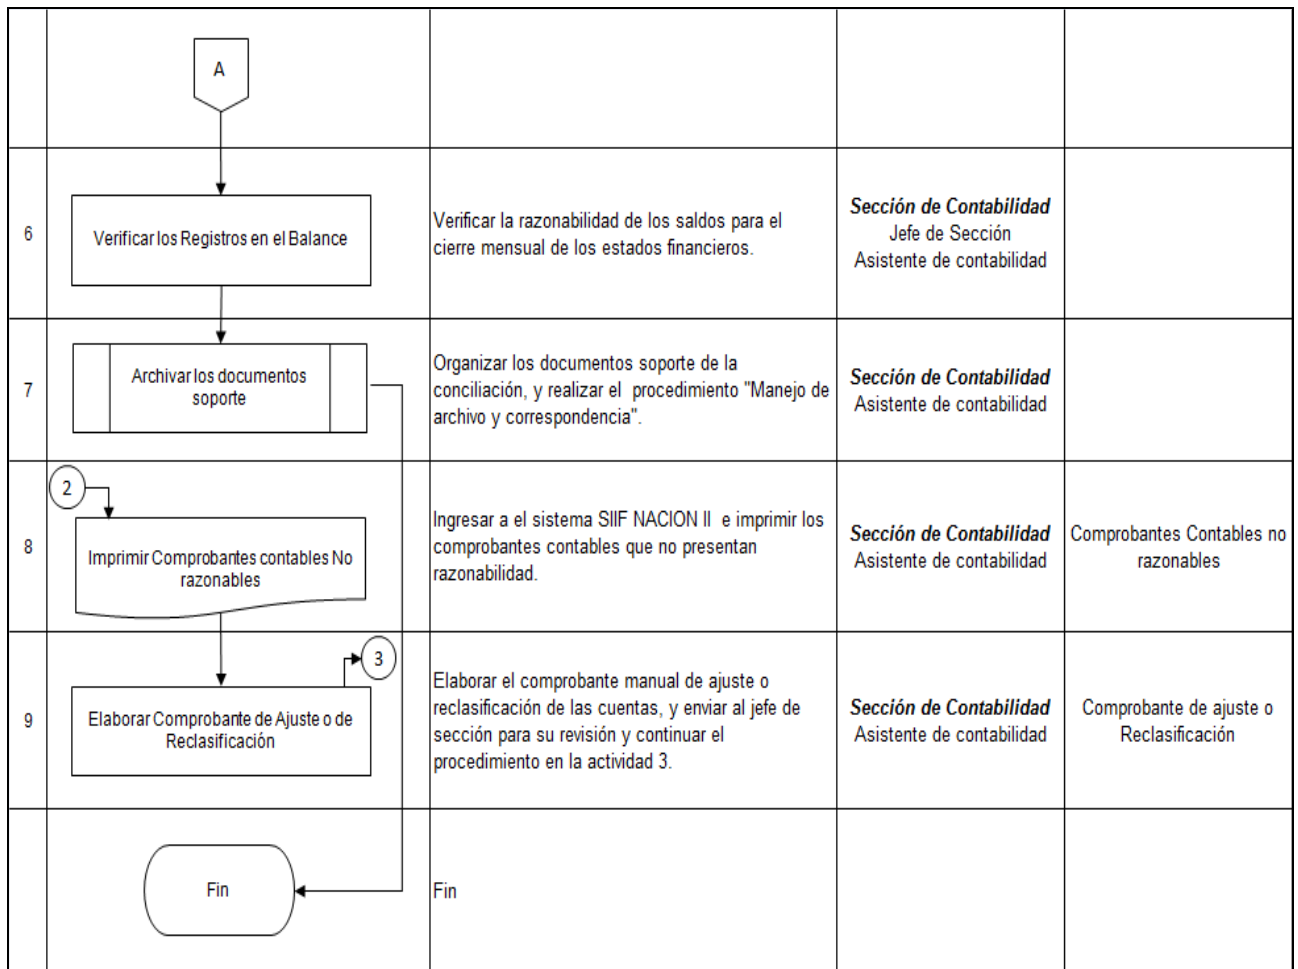 A
6
Verificar los Registros en el Balance
Verificar la razonabilidad de los saldos para el
cierre mensual de los estados financieros.
Sección de Contabilidad
Jefe de Sección
Asistente de contabilidad
7
Archivar los documentos
soporte
Organizar los documentos soporte de la
conciliación, y realizar el procedimiento "Manejo de
archivo y correspondencia".
Sección de Contabilidad
Asistente de contabilidad
2
8
Imprimir Comprobantes contables No
razonables
Ingresar a el sistema SIIF NACION II e imprimir los
comprobantes contables que no presentan
razonabilidad.
Sección de Contabilidad
Asistente de contabilidad
Comprobantes Contables no
razonables
3
9
Elaborar Comprobante de Ajuste o de
Reclasificación
Elaborar el comprobante manual de ajuste o
reclasificación de las cuentas, y enviar al jefe de
sección para su revisión y continuar el
procedimiento en la actividad 3.
Sección de Contabilidad
Asistente de contabilidad
Comprobante de ajuste o
Reclasificación
Fin
Fin